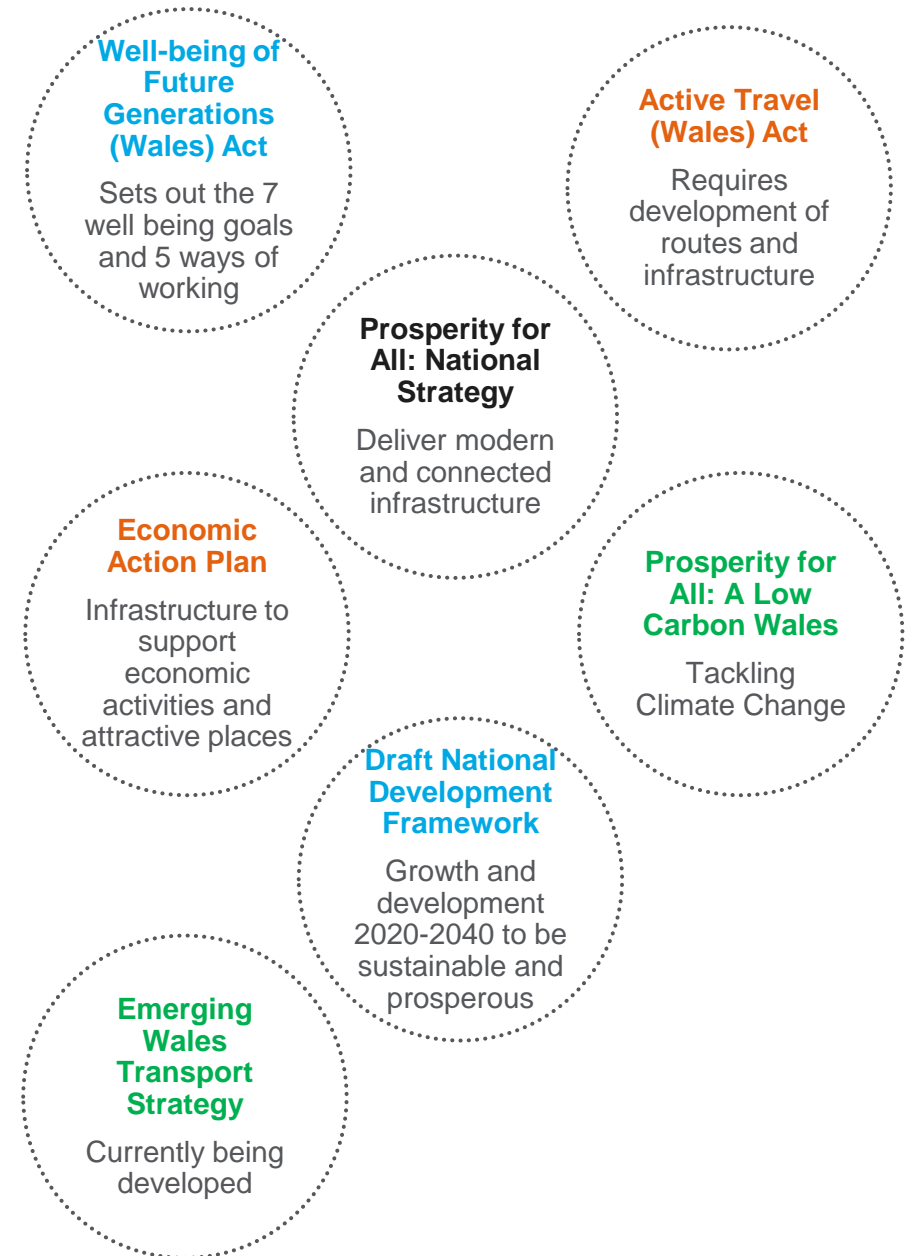 Well-being of
Future
Generations
(Wales) Act
Sets out the 7
well being goals
and 5 ways of
working
Active Travel
(Wales) Act
Requires
development of
routes and
infrastructure
Prosperity for
All: National
Strategy
Deliver modern
and connected
infrastructure
Economic
Action Plan
Infrastructure to
support
economic
activities and
attractive places
Prosperity for
All: A Low
Carbon Wales
Tackling
Climate Change
Draft National
Development
Framework
Growth and
development
2020-2040 to be
sustainable and
prosperous
Emerging
Wales
Transport
Strategy
Currently being
developed